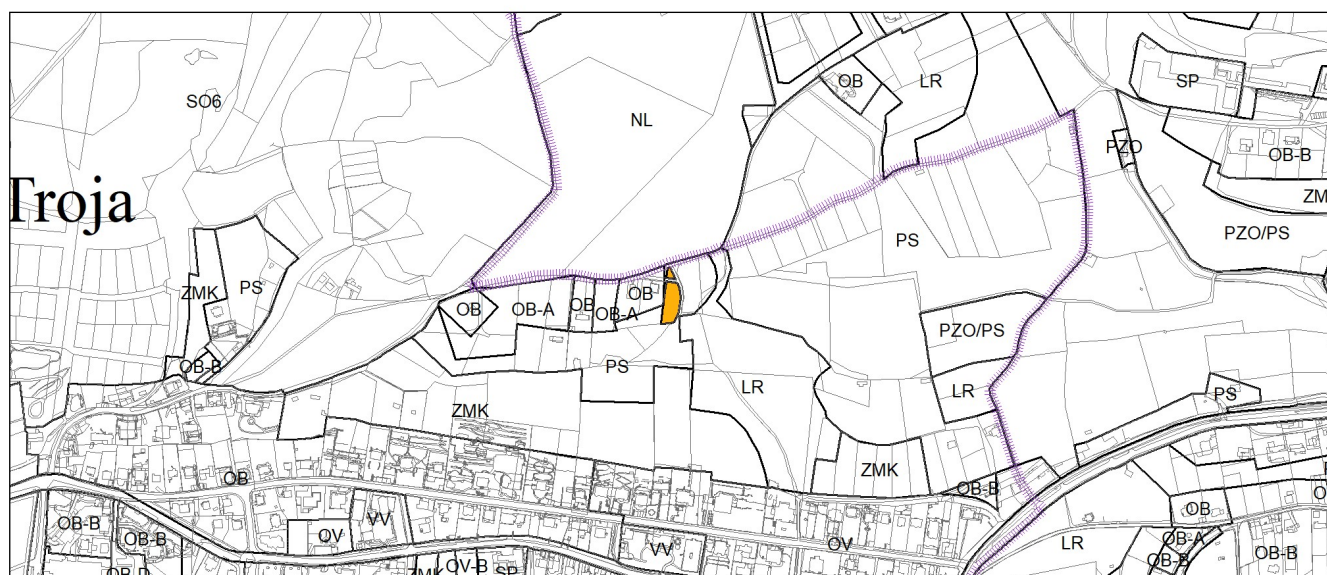 OB
LR
SP
SO6
NL
PZO
OB-B
Troja
ZM
PS
PZO/PS
ZMK
PS
OB
OB-A
OB
OB-A
OB
PZO/PS
OB-B
PS
LR
LR
PS
ZMK
ZMK
OB
OB-B
OB
OB-B
OB-B
OV
VV
VV
OV
LR
OB-A
OB-B
OB-B
ZMK
OV-B
SP